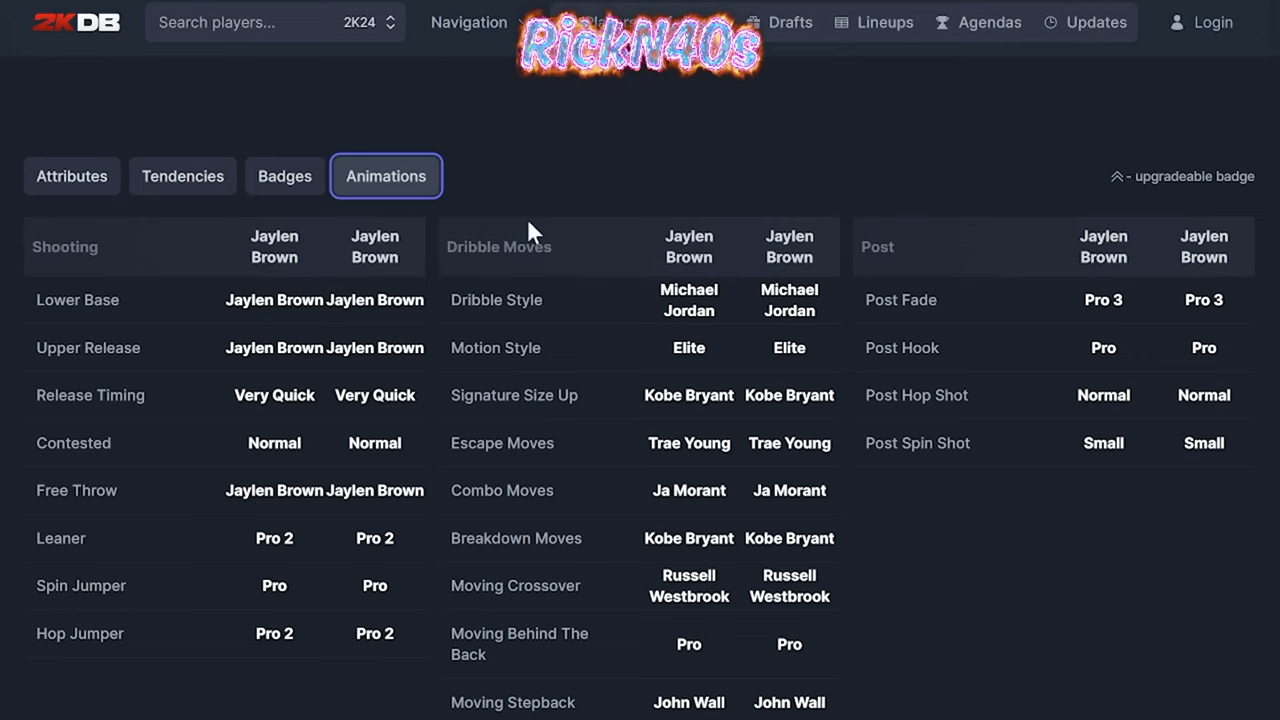 2KDB
Search players...
2K24
Navigation
Drafts
Lineups
Agendas
Updates
Login
RickN40s
Attributes
Tendencies
Badges
Animations
- upgradeable badge
Shooting
Jaylen Brown
Jaylen Brown
Lower Base Jaylen Brown Jaylen Brown
Upper Release Jaylen Brown Jaylen Brown
Release Timing Very Quick Very Quick
Contested Normal Normal
Free Throw Jaylen Brown Jaylen Brown
Leaner Pro 2 Pro 2
Spin Jumper Pro Pro
Hop Jumper Pro 2 Pro 2
Dribble Moves
Jaylen Brown
Jaylen Brown
Dribble Style Michael Jordan Michael Jordan
Motion Style Elite Elite
Signature Size Up Kobe Bryant Kobe Bryant
Escape Moves Trae Young Trae Young
Combo Moves Ja Morant Ja Morant
Breakdown Moves Kobe Bryant Kobe Bryant
Moving Crossover Russell Westbrook Russell Westbrook
Moving Behind The Back Pro Pro
Moving Stepback John Wall John Wall
Post
Jaylen Brown
Jaylen Brown
Post Fade Pro 3 Pro 3
Post Hook Pro Pro
Post Hop Shot Normal Normal
Post Spin Shot Small Small